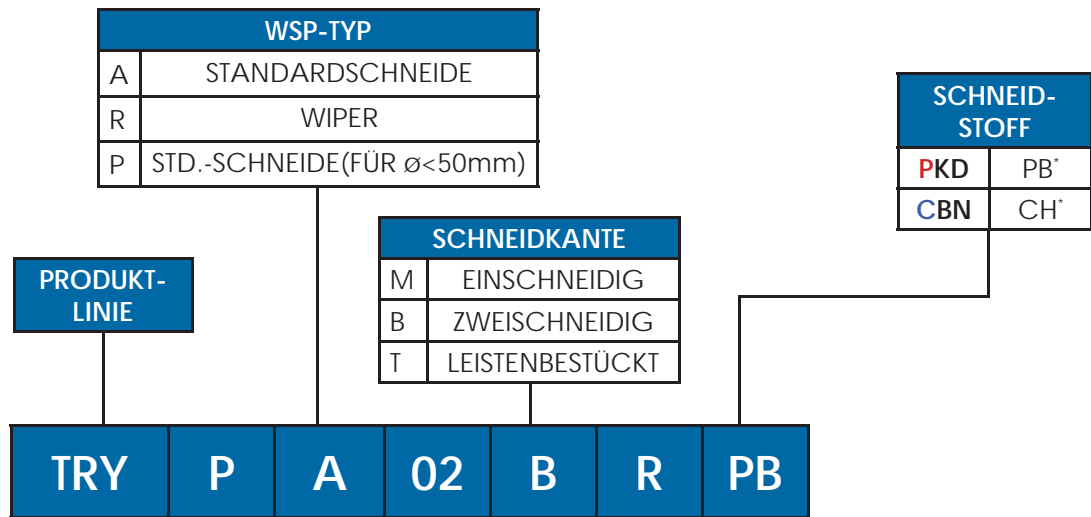 WSP-TYP
A STANDARDSCHNEIDE
R WIPER
P STD.-SCHNEIDE(FÜR ø<50mm)
SCHNEID-
STOFF
PKD PB*
CBN CH*
SCHNEIDKANTE
M EINSCHNEIDIG
B ZWEISCHNEIDIG
T LEISTENBESTÜCKT
PRODUKT-
LINIE
TRY P A 02 B R PB